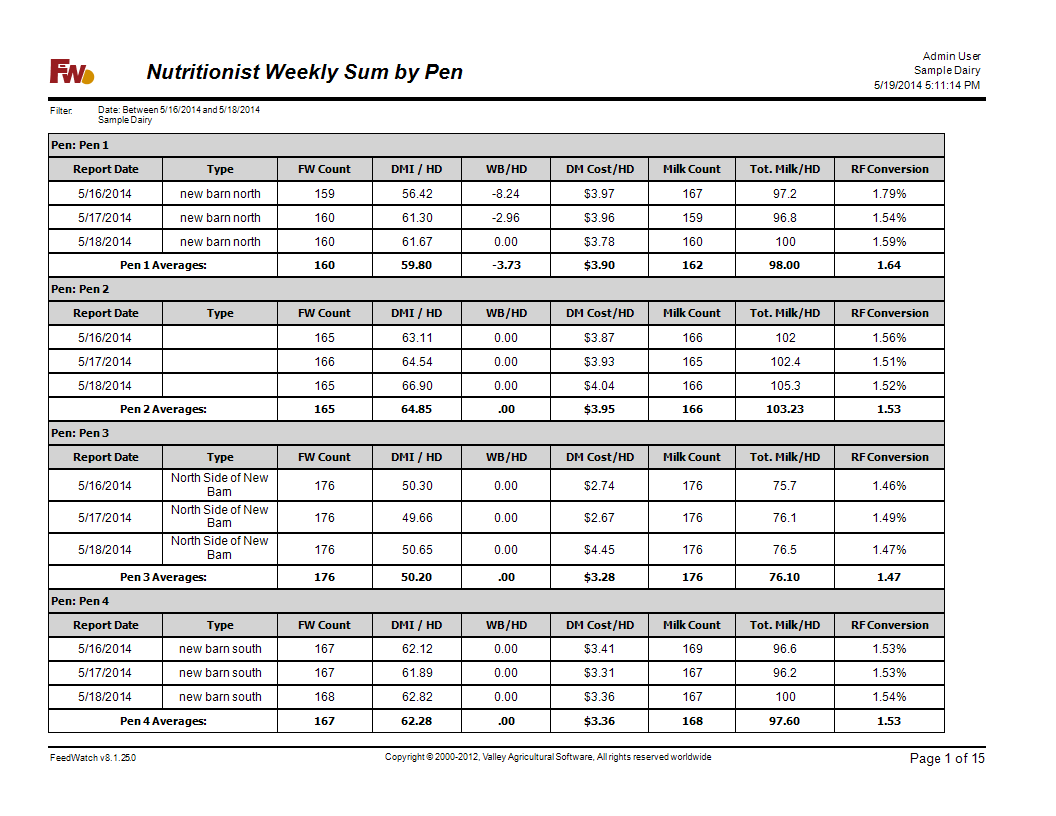 FW
Nutritionist Weekly Sum by Pen
Admin User
Sample Dairy
5/19/2014 5:11:14 PM
Filter: Date: Between 5/16/2014 and 5/18/2014
Sample Dairy
Pen: Pen 1
Report Date Type FW Count DMI / HD WB/HD DM Cost/HD Milk Count Tot. Milk/HD RF Conversion
5/16/2014 new barn north 159 56.42 -8.24 $3.97 167 97.2 1.79%
5/17/2014 new barn north 160 61.30 -2.96 $3.96 159 96.8 1.54%
5/18/2014 new barn north 160 61.67 0.00 $3.78 160 100 1.59%
Pen 1 Averages: 160 59.80 -3.73 $3.90 162 98.00 1.64
Pen: Pen 2
Report Date Type FW Count DMI / HD WB/HD DM Cost/HD Milk Count Tot. Milk/HD RF Conversion
5/16/2014 165 63.11 0.00 $3.87 166 102 1.56%
5/17/2014 166 64.54 0.00 $3.93 165 102.4 1.51%
5/18/2014 165 66.90 0.00 $4.04 166 105.3 1.52%
Pen 2 Averages: 165 64.85 .00 $3.95 166 103.23 1.53
Pen: Pen 3
Report Date Type FW Count DMI / HD WB/HD DM Cost/HD Milk Count Tot. Milk/HD RF Conversion
5/16/2014 North Side of New Barn 176 50.30 0.00 $2.74 176 75.7 1.46%
5/17/2014 North Side of New Barn 176 49.66 0.00 $2.67 176 76.1 1.49%
5/18/2014 North Side of New Barn 176 50.65 0.00 $4.45 176 76.5 1.47%
Pen 3 Averages: 176 50.20 .00 $3.28 176 76.10 1.47
Pen: Pen 4
Report Date Type FW Count DMI / HD WB/HD DM Cost/HD Milk Count Tot. Milk/HD RF Conversion
5/16/2014 new barn south 167 62.12 0.00 $3.41 169 96.6 1.53%
5/17/2014 new barn south 167 61.89 0.00 $3.31 167 96.2 1.53%
5/18/2014 new barn south 168 62.82 0.00 $3.36 167 100 1.54%
Pen 4 Averages: 167 62.28 .00 $3.36 168 97.60 1.53
FeedWatch v8.1.25.0 Copyright © 2000-2012, Valley Agricultural Software, All rights reserved worldwide Page 1 of 15